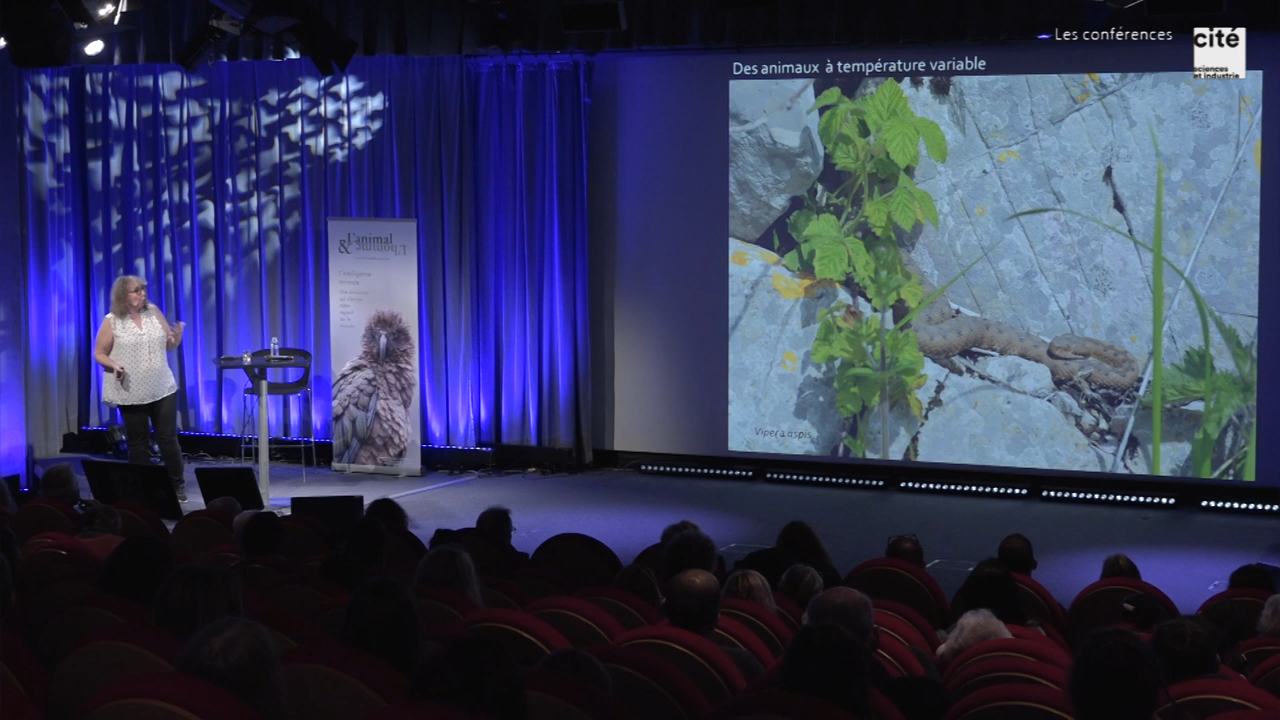 Les conférences
cité
sciences
et industrie
Des animaux à température variable
L'animal
&
L'homme
Vipera aspis